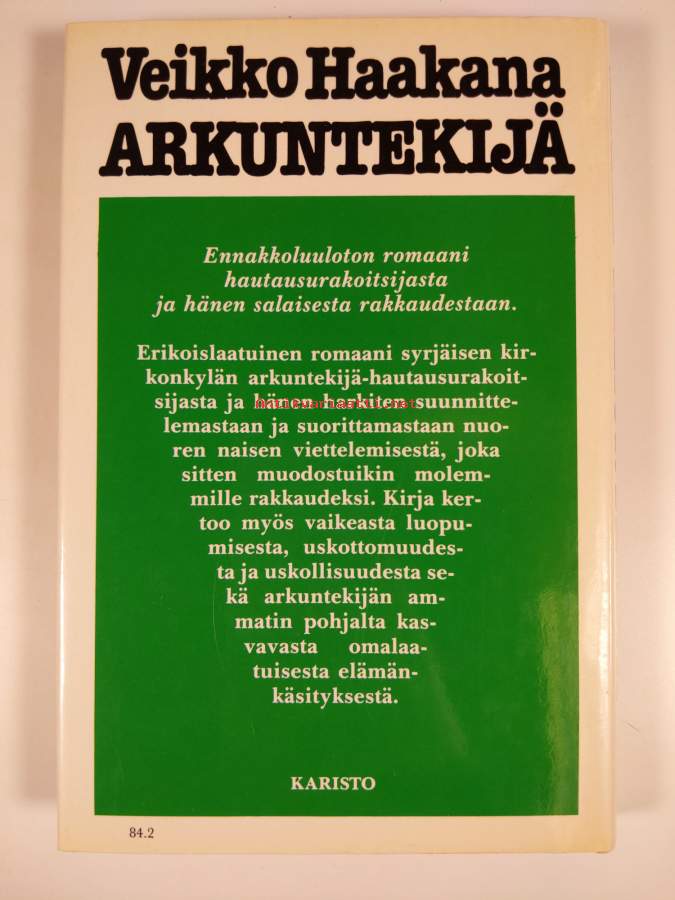 Veikko Haakana
ARKUNTEKIJÄ
Ennakkoluuloton romaani
hautausurakoitsijasta
ja hänen salaisesta rakkaudestaan.
Erikoislaatuinen romaani syrjäisen kir-
konkylän arkuntekijä-hautausurakoit-
sijasta ja hänen harkiten suunnitte-
antikvariaatti.net
lemastaan ja suorittamastaan nuo-
ren naisen viettelemisestä, joka
sitten muodostuikin molem-
mille rakkaudeksi. Kirja ker-
too myös vaikeasta luopu-
misesta, uskottomuudes-
ta ja uskollisuudesta se-
kä arkuntekijän am-
matin pohjalta kas-
vavasta omalaa-
tuisesta elämän-
käsityksestä.
KARISTO
84.2